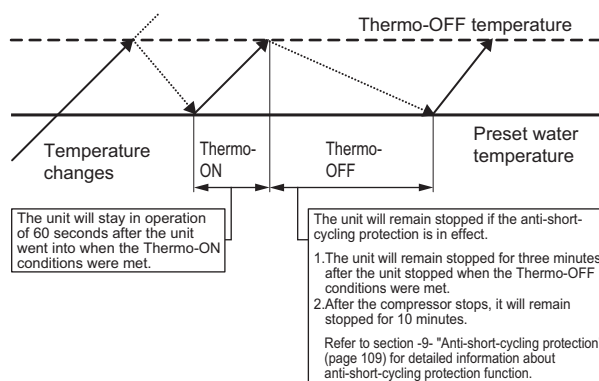 Thermo-OFF temperature
Temperature
changes
Thermo-
ON
Thermo-
OFF
Preset water
temperature
The unit will stay in operation
of 60 seconds after the unit
went into when the Thermo-ON
conditions were met.
The unit will remain stopped if the anti-short-
cycling protection is in effect.
1.The unit will remain stopped for three minutes
after the unit stopped when the Thermo-OFF
conditions were met.
2.After the compressor stops, it will remain
stopped for 10 minutes.
Refer to section -9- "Anti-short-cycling protection
(page 109) for detailed information about
anti-short-cycling protection function.